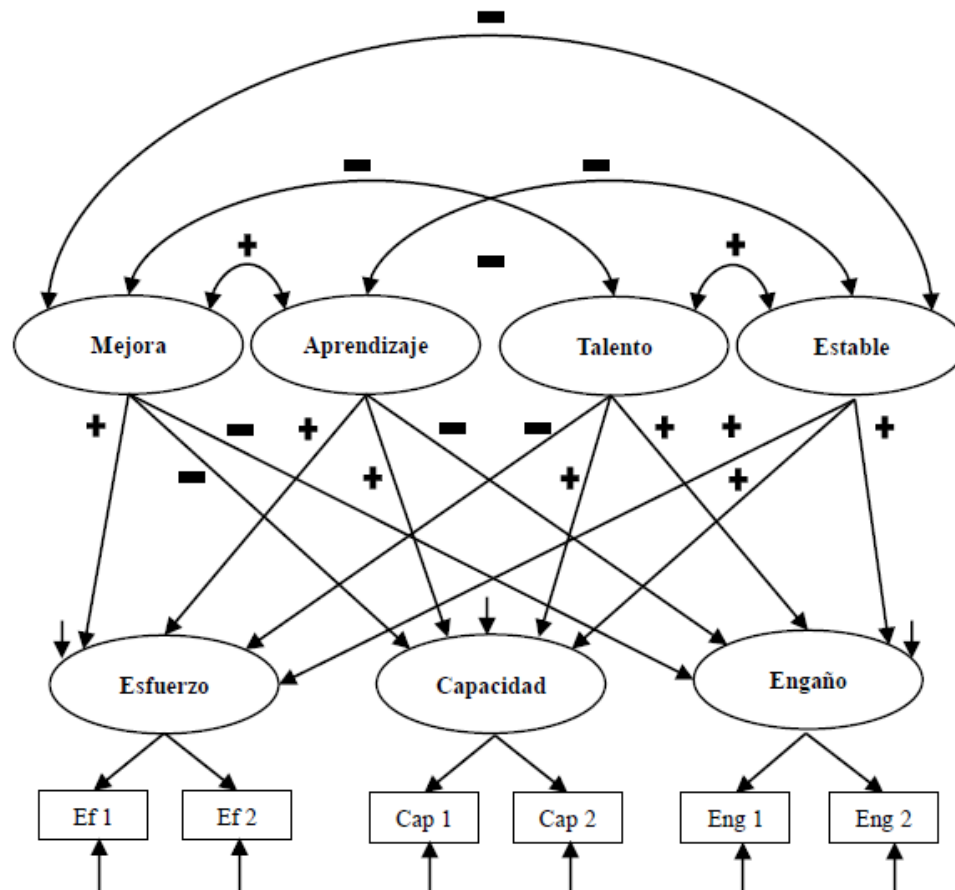 Mejora
Aprendizaje
Talento
Estable
Esfuerzo
Capacidad
Engaño
Ef 1
Ef 2
Cap 1
Cap 2
Eng 1
Eng 2